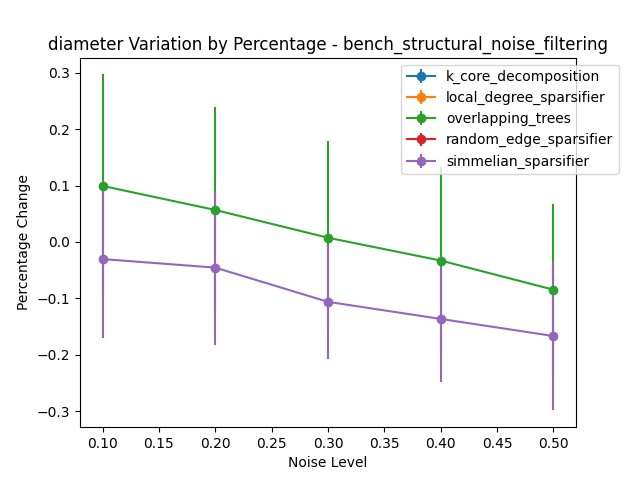 diameter Variation by Percentage - bench_structural_noise_filtering
k_core_decomposition
local_degree_sparsifier
overlapping_trees
random_edge_sparsifier
simmelian_sparsifier
Percentage Change
0.3
0.2
0.1
0.0
−0.1
−0.2
−0.3
0.10
0.15
0.20
0.25
0.30
0.35
0.40
0.45
0.50
Noise Level